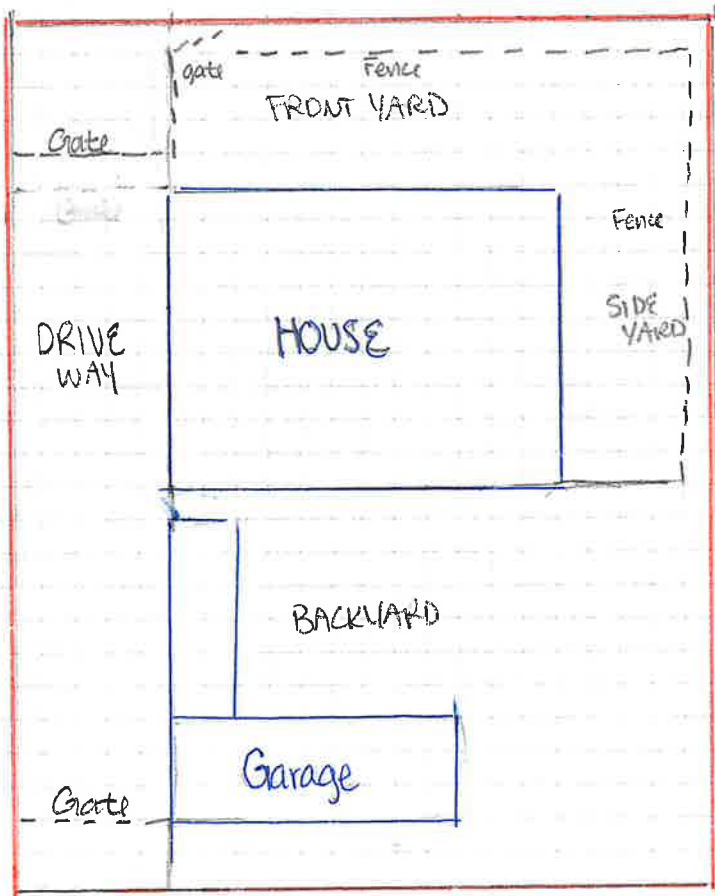 gate
Fence
FRONT YARD
Gate
Fence
SIDE
YARD
DRIVE
WAY
HOUSE
BACKYARD
Garage
Gate